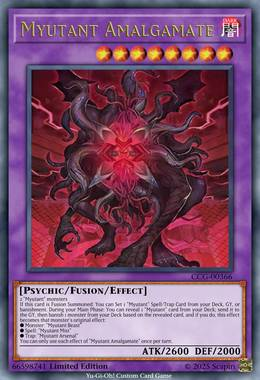 Myutant Amalgamate
DARK
CCG-00366
[Psychic/Fusion/Effect]
2 "Myutant" monsters
If this card is Fusion Summoned: You can Set 1 "Myutant" Spell/Trap Card from your Deck, GY, or
banishment. During your Main Phase: You can reveal 1 "Myutant" card from your Deck, send it to
the GY, then banish 1 monster from your Deck based on the revealed card, and if you do, this effect
becomes that monster's original effect:
● Monster: "Myutant Beast"
● Spell: "Myutant Mist"
● Trap: "Myutant Arsenal"
You can only use each effect of "Myutant Amalgamate" once per turn.
ATK/2600 DEF/2000
66598741 Limited Edition
© 2025 Scapin
Yu-Gi-Oh! Custom Card Game